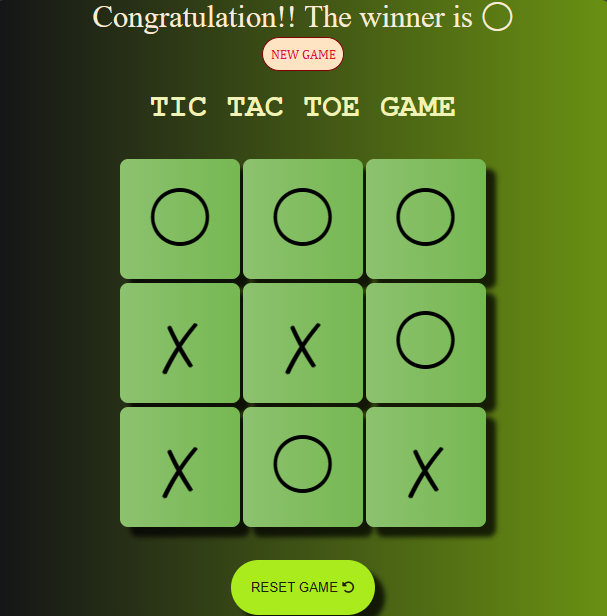 Congratulation!! The winner is ◯
NEW GAME
TIC TAC TOE GAME
◯ ◯ ◯
X X ◯
X ◯ X
RESET GAME